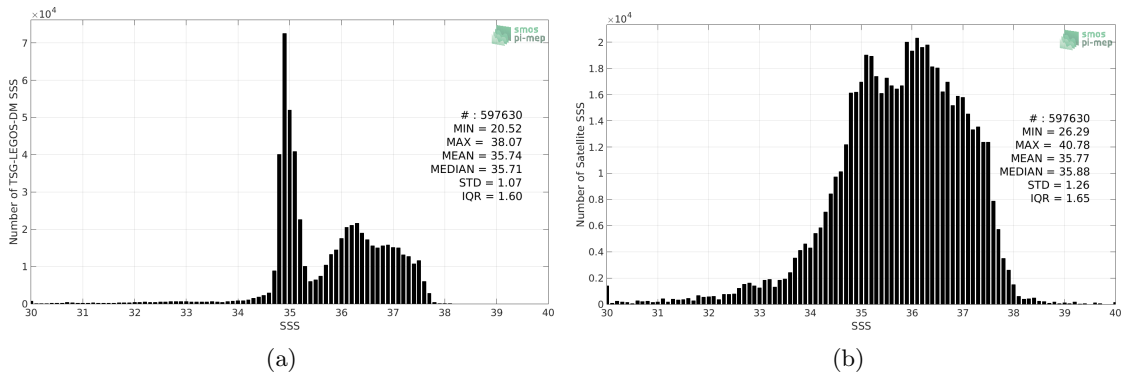 ×10⁴
smos
pi-mep
7
6
5
4
3
2
1
0
Number of TSG-LEGOS-DM SSS
# : 597630
MIN = 20.52
MAX = 38.07
MEAN = 35.74
MEDIAN = 35.71
STD = 1.07
IQR = 1.60
30 31 32 33 34 35 36 37 38 39 40
SSS
(a)
×10⁴
smos
pi-mep
2
1.8
1.6
1.4
1.2
1
0.8
0.6
0.4
0.2
0
Number of Satellite SSS
# : 597630
MIN = 26.29
MAX = 40.78
MEAN = 35.77
MEDIAN = 35.88
STD = 1.26
IQR = 1.65
30 31 32 33 34 35 36 37 38 39 40
SSS
(b)